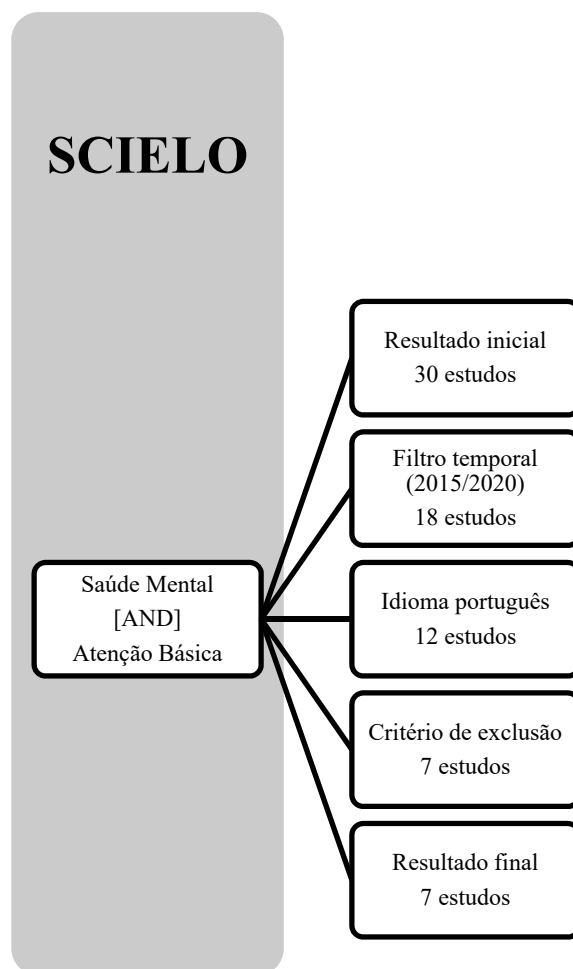 SCIELO
Saúde Mental
[AND]
Atenção Básica
Resultado inicial
30 estudos
Filtro temporal
(2015/2020)
18 estudos
Idioma português
12 estudos
Critério de exclusão
7 estudos
Resultado final
7 estudos